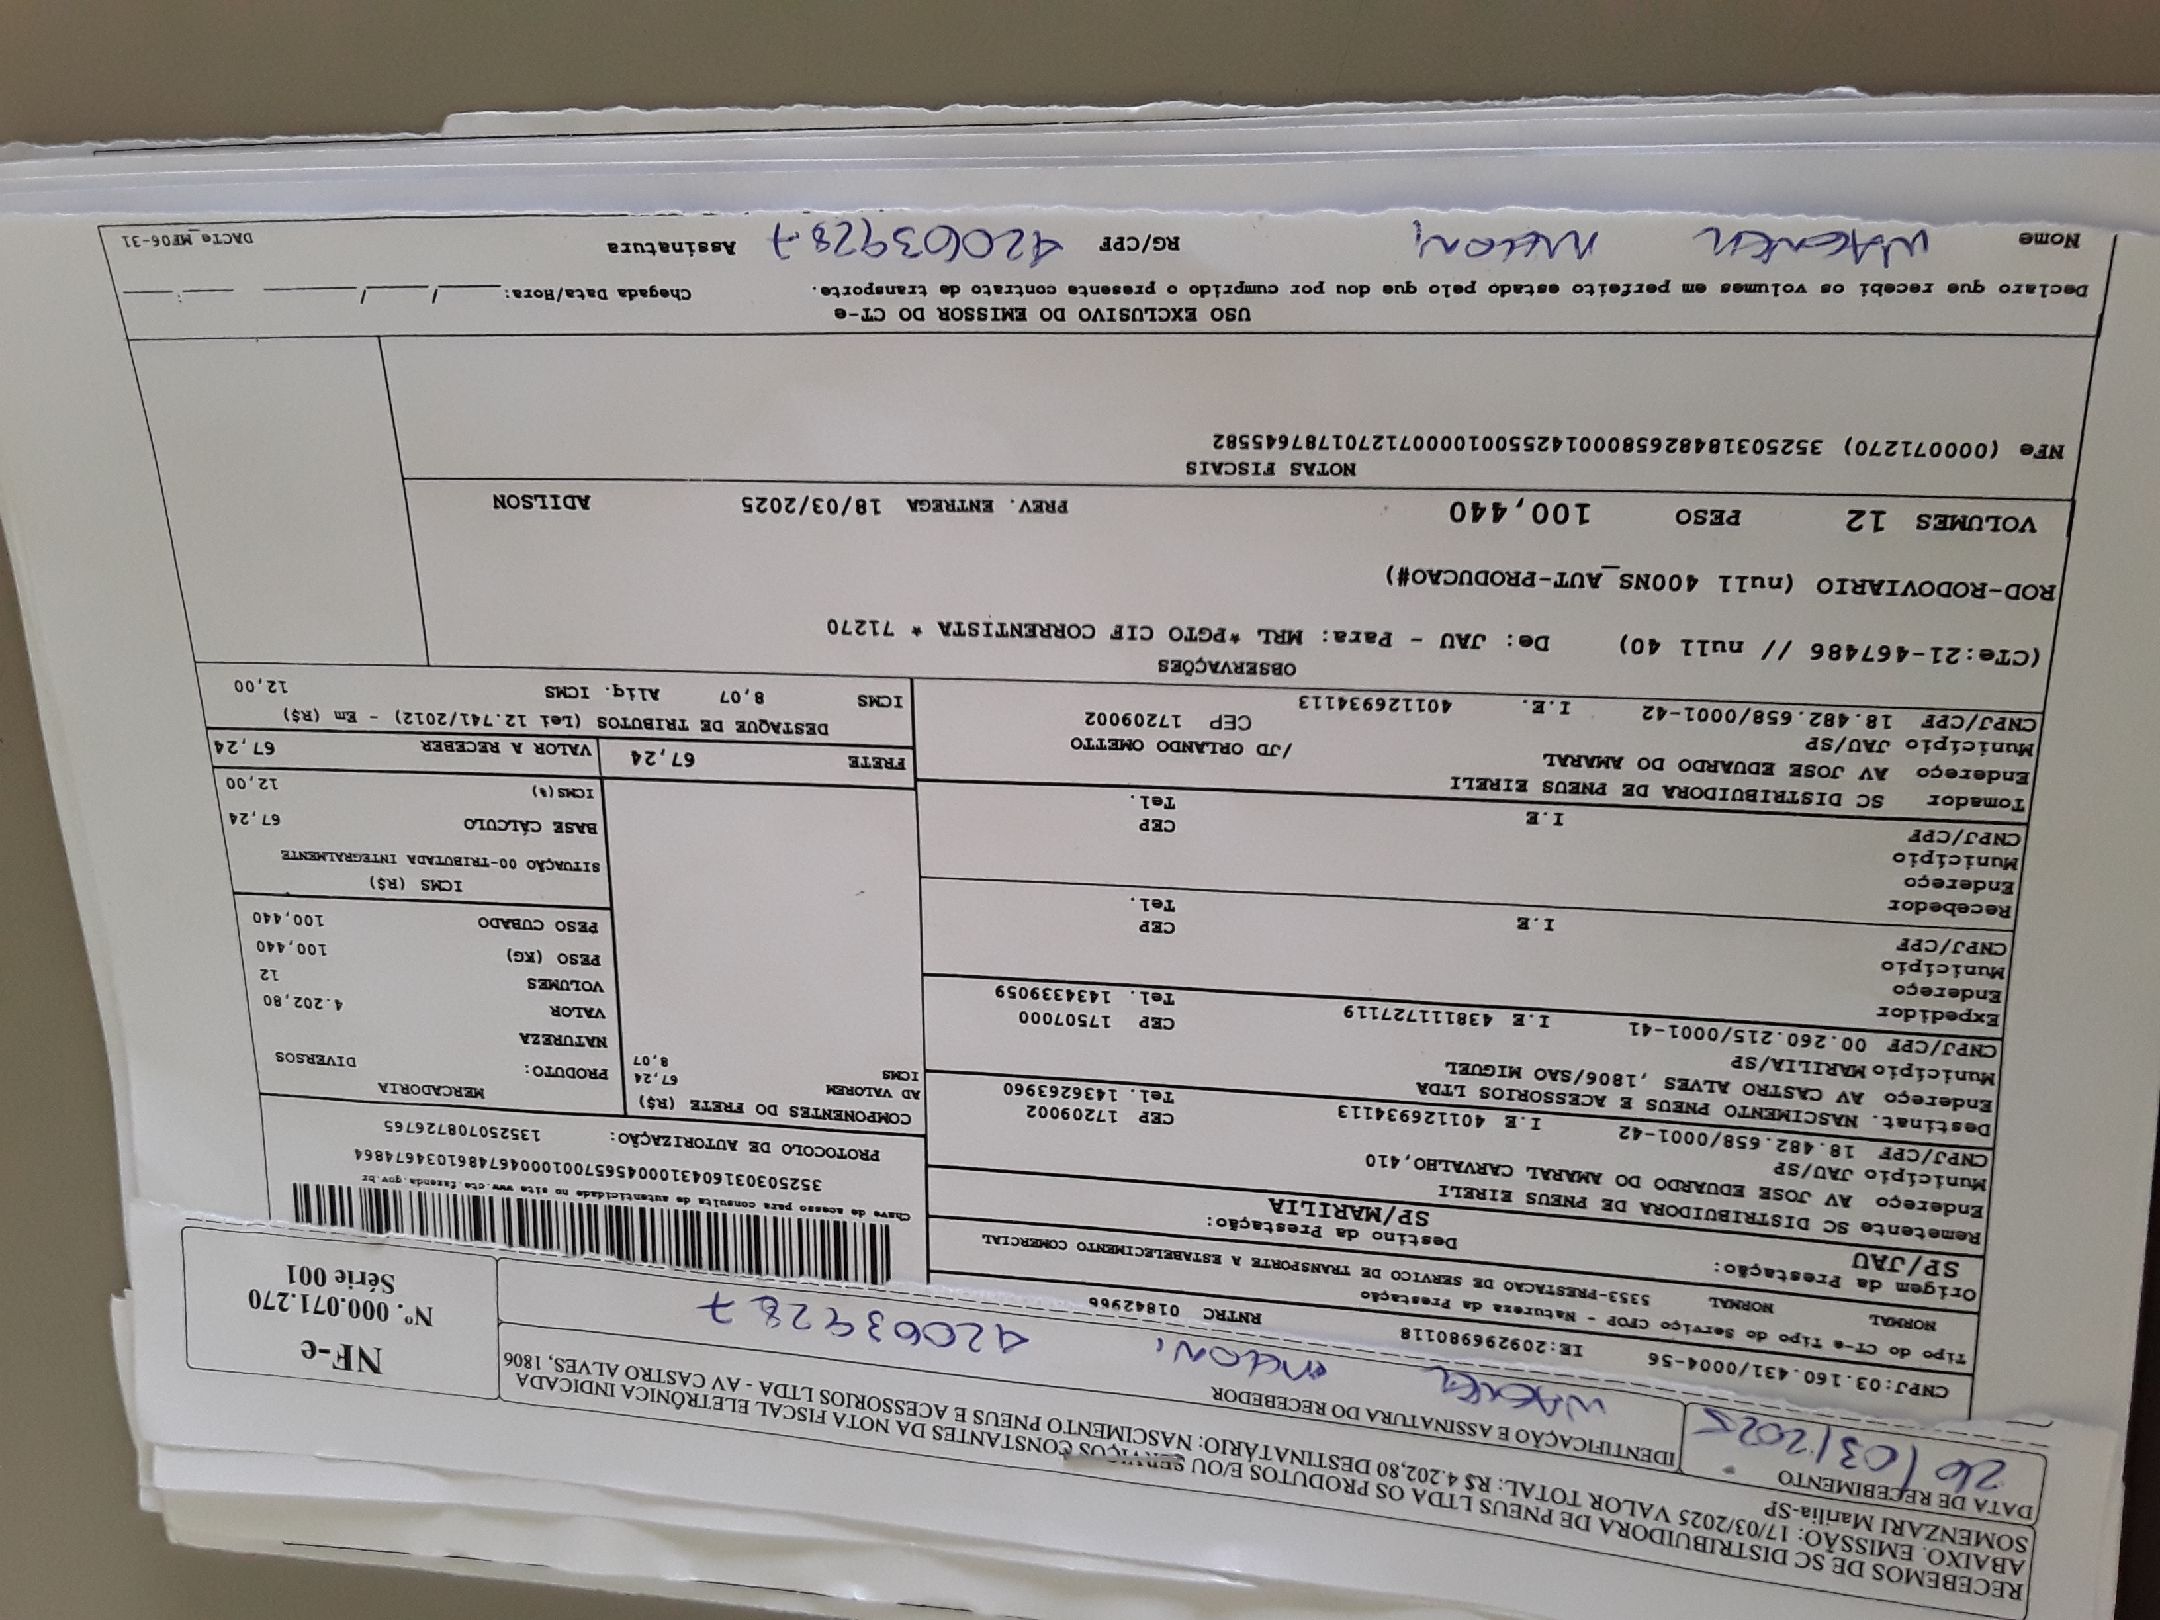 RECEBEMOS DE SC DISTRIBUIDORA DE PNEUS LTDA OS PRODUTOS E/OU SERVIÇOS CONSTANTES DA NOTA FISCAL ELETRÔNICA INDICADA
ABAIXO. EMISSÃO: 17/03/2025 VALOR TOTAL: R$ 4.202,80 DESTINATÁRIO: NASCIMENTO PNEUS E ACESSORIOS LTDA - AV CASTRO ALVES, 1806
SOMENZARI Marilia-SP
NF-e
Nº. 000.071.270
Série 001
DATA DE RECEBIMENTO
26/03/2025
IDENTIFICAÇÃO E ASSINATURA DO RECEBEDOR
420639287
CNPJ:03.160.431/0004-56 IE:209296980118 RNTRC 01842966
Tipo do CT-e Tipo do Serviço CFOP - Natureza da Prestação
NORMAL NORMAL 5353-PRESTACAO DE SERVICO DE TRANSPORTE A ESTABELECIMENTO COMERCIAL
Origem da Prestação: Destino da Prestação:
SP/JAU SP/MARILIA
Chave de acesso para consulta de autenticidade no site www.cte.fazenda.gov.br
PROTOCOLO DE AUTORIZAÇÃO: 135250708726765
Remetente SC DISTRIBUIDORA DE PNEUS EIRELI
Endereço AV JOSE EDUARDO DO AMARAL CARVALHO,410
Município JAU/SP CEP 17209002
CNPJ/CPF 18.482.658/0001-42 I.E 401126934113 Tel. 1436263960
Destinat. NASCIMENTO PNEUS E ACESSORIOS LTDA
Endereço AV CASTRO ALVES ,1806/SAO MIGUEL
Município MARILIA/SP CEP 17507000
CNPJ/CPF 00.260.215/0001-41 I.E 438111727119 Tel. 1434339059
Expedidor
Endereço
Município CEP
CNPJ/CPF I.E Tel.
Recebedor
Endereço
Município CEP
CNPJ/CPF I.E Tel.
Tomador SC DISTRIBUIDORA DE PNEUS EIRELI
Endereço AV JOSE EDUARDO DO AMARAL /JD ORLANDO OMETTO
Município JAU/SP CEP 17209002
CNPJ/CPF 18.482.658/0001-42 I.E. 401126934113
COMPONENTES DO FRETE (R$)
AD VALOREM 67,24
ICMS 8,07
MERCADORIA
PRODUTO: DIVERSOS
NATUREZA
VALOR 4.202,80
VOLUMES 12
PESO (KG) 100,440
PESO CUBADO 100,440
ICMS (R$)
SITUAÇÃO 00-TRIBUTADA INTEGRALMENTE
BASE CÁLCULO 67,24
ICMS(%) 12,00
FRETE 67,24 VALOR A RECEBER 67,24
DESTAQUE DE TRIBUTOS (Lei 12.741/2012) - Em (R$)
ICMS 8,07 Aliq. ICMS 12,00
OBSERVAÇÕES
(CTe:21-467486 // null 40) De: JAU - Para: MRL *PGTO CIF CORRENTISTA * 71270
ROD-RODOVIARIO (null 400NS_AUT-PRODUCAO#)
VOLUMES 12 PESO 100,440 PREV. ENTREGA 18/03/2025 ADILSON
NOTAS FISCAIS
NFe (000071270) 35250318482658000142550010000712701787645582
USO EXCLUSIVO DO EMISSOR DO CT-e
Declaro que recebi os volumes em perfeito estado pelo que dou por cumprido o presente contrato de transporte. Chegada Data/Hora: / / :
Nome RG/CPF 420639287 Assinatura
DACTe_MF06-31